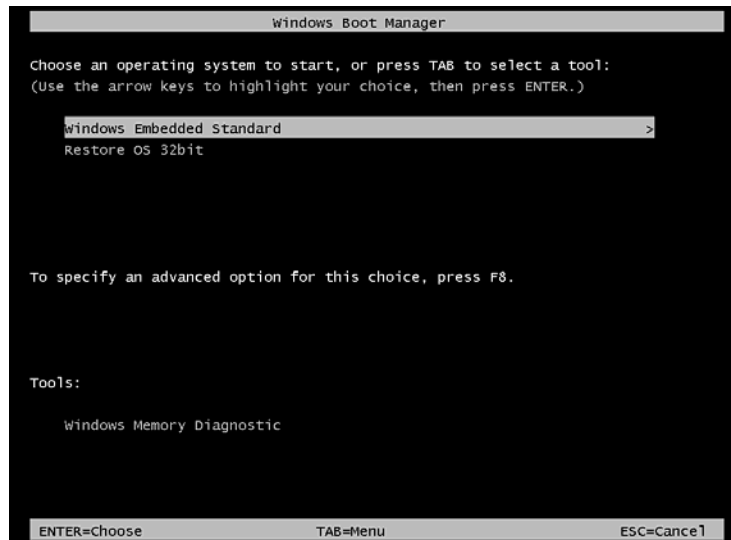 Windows Boot Manager
Choose an operating system to start, or press TAB to select a tool:
(Use the arrow keys to highlight your choice, then press ENTER.)
Windows Embedded Standard >
Restore OS 32bit
To specify an advanced option for this choice, press F8.
Tools:
Windows Memory Diagnostic
ENTER=Choose TAB=Menu ESC=Cancel